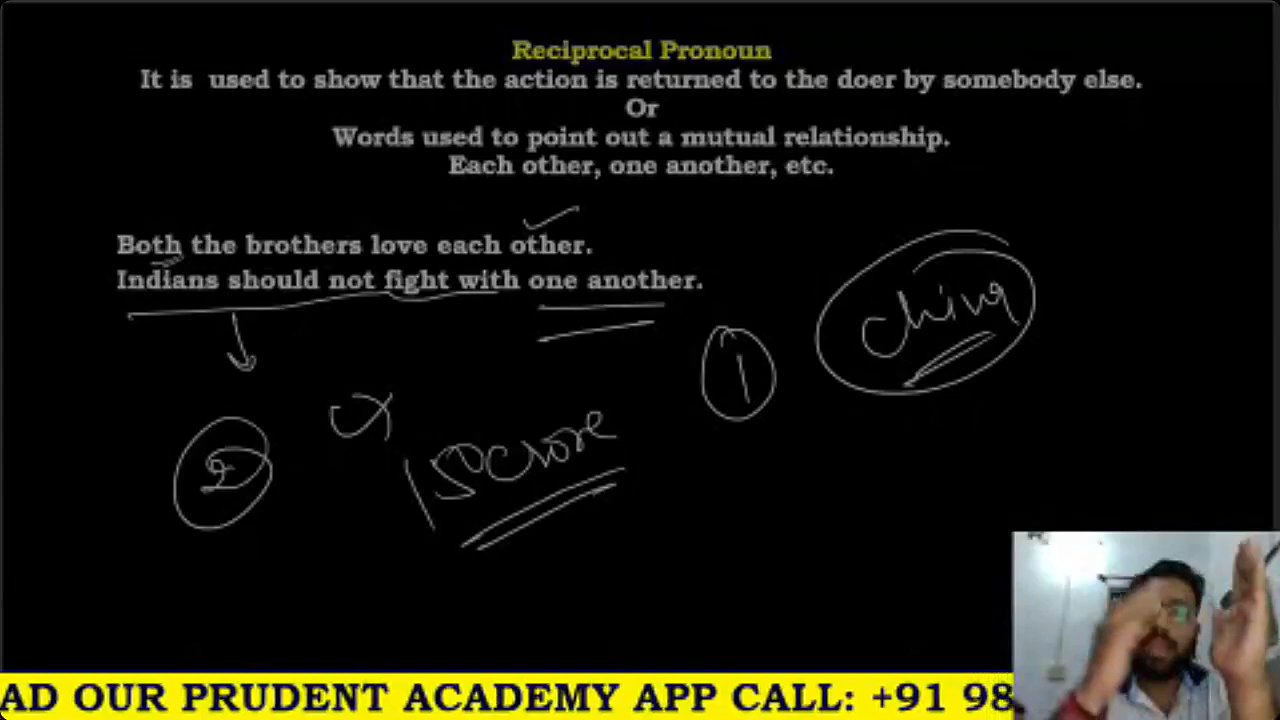 Reciprocal Pronoun
It is used to show that the action is returned to the doer by somebody else.
Or
Words used to point out a mutual relationship.
Each other, one another, etc.
Both the brothers love each other.
Indians should not fight with one another.
China
1
2
150 crore
AD OUR PRUDENT ACADEMY APP CALL: +91 98